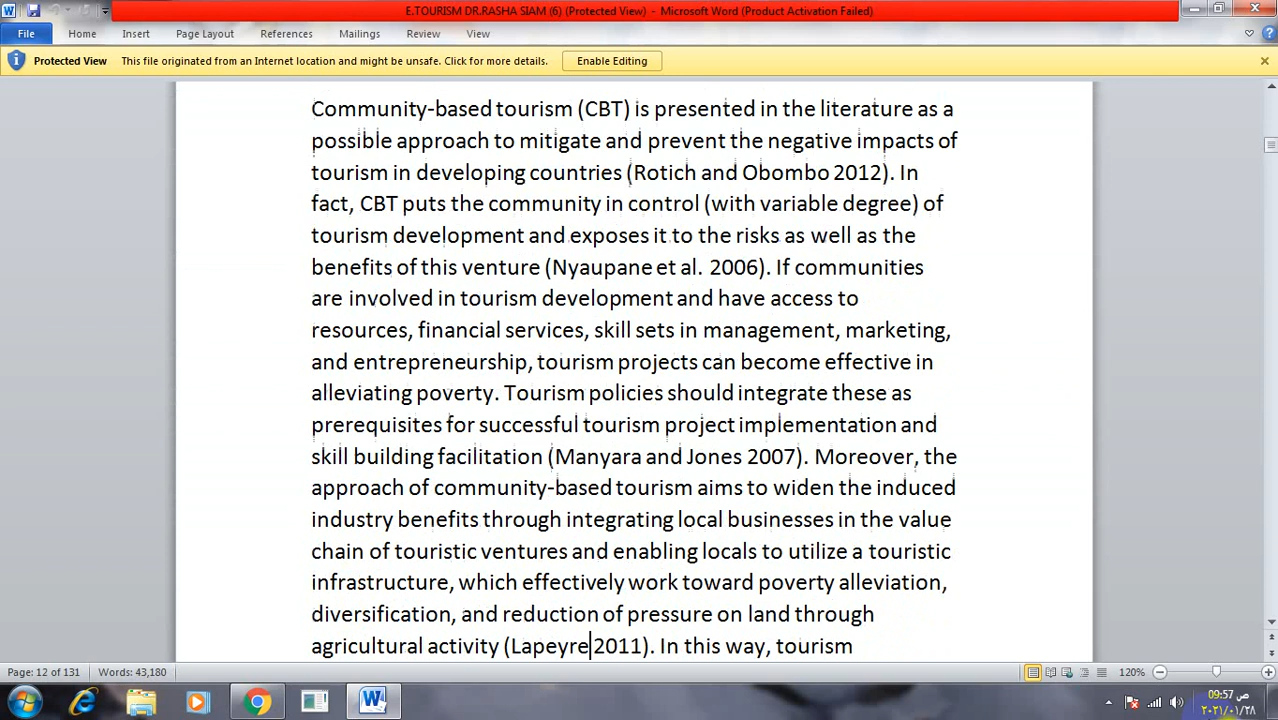 E.TOURISM DR.RASHA SIAM (6) (Protected View) - Microsoft Word (Product Activation Failed)
File Home Insert Page Layout References Mailings Review View
Protected View This file originated from an Internet location and might be unsafe. Click for more details. Enable Editing
Community-based tourism (CBT) is presented in the literature as a
possible approach to mitigate and prevent the negative impacts of
tourism in developing countries (Rotich and Obombo 2012). In
fact, CBT puts the community in control (with variable degree) of
tourism development and exposes it to the risks as well as the
benefits of this venture (Nyaupane et al. 2006). If communities
are involved in tourism development and have access to
resources, financial services, skill sets in management, marketing,
and entrepreneurship, tourism projects can become effective in
alleviating poverty. Tourism policies should integrate these as
prerequisites for successful tourism project implementation and
skill building facilitation (Manyara and Jones 2007). Moreover, the
approach of community-based tourism aims to widen the induced
industry benefits through integrating local businesses in the value
chain of touristic ventures and enabling locals to utilize a touristic
infrastructure, which effectively work toward poverty alleviation,
diversification, and reduction of pressure on land through
agricultural activity (Lapeyre 2011). In this way, tourism
Page: 12 of 131 Words: 43,180 120%
09:57 ص
٢٠٢١/٠١/٢٨